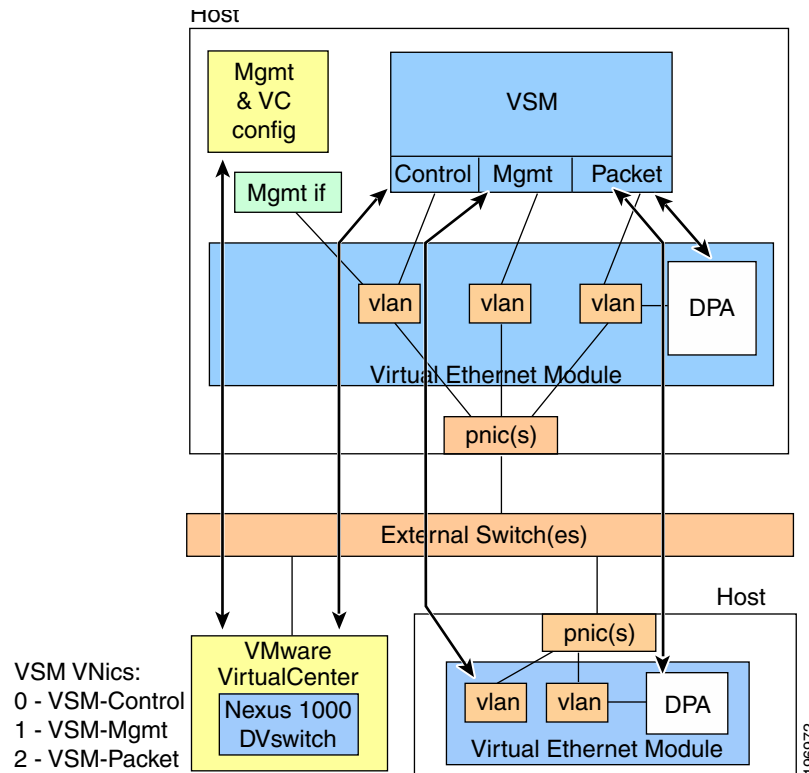 Host
Mgmt
& VC
config
VSM
Control
Mgmt
Packet
Mgmt if
vlan
vlan
vlan
DPA
Virtual Ethernet Module
pnic(s)
External Switch(es)
Host
VMware
VirtualCenter
Nexus 1000
DVswitch
pnic(s)
vlan
vlan
DPA
Virtual Ethernet Module
VSM VNics:
0 - VSM-Control
1 - VSM-Mgmt
2 - VSM-Packet
196972